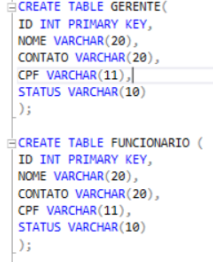 CREATE TABLE GERENTE(
ID INT PRIMARY KEY,
NOME VARCHAR(20),
CONTATO VARCHAR(20),
CPF VARCHAR(11),
STATUS VARCHAR(10)
);
CREATE TABLE FUNCIONARIO (
ID INT PRIMARY KEY,
NOME VARCHAR(20),
CONTATO VARCHAR(20),
CPF VARCHAR(11),
STATUS VARCHAR(10)
);